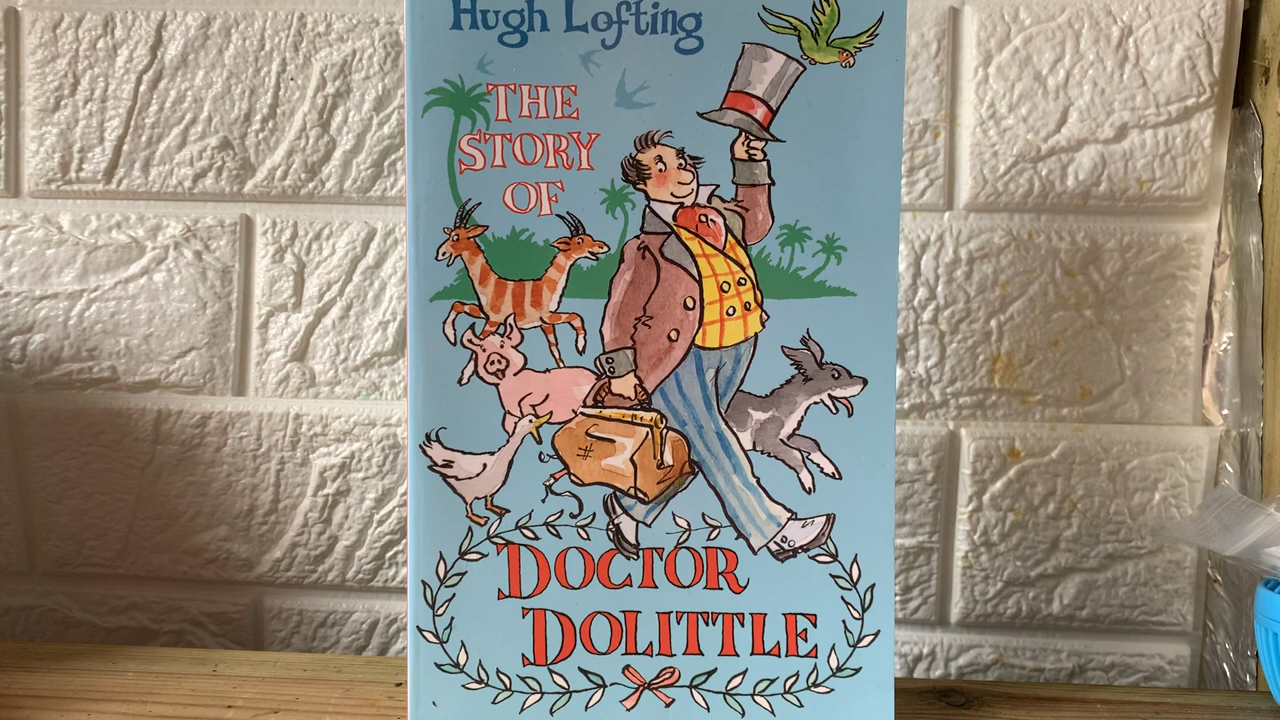 Hugh Lofting
THE
STORY
OF
DOCTOR
DOLITTLE